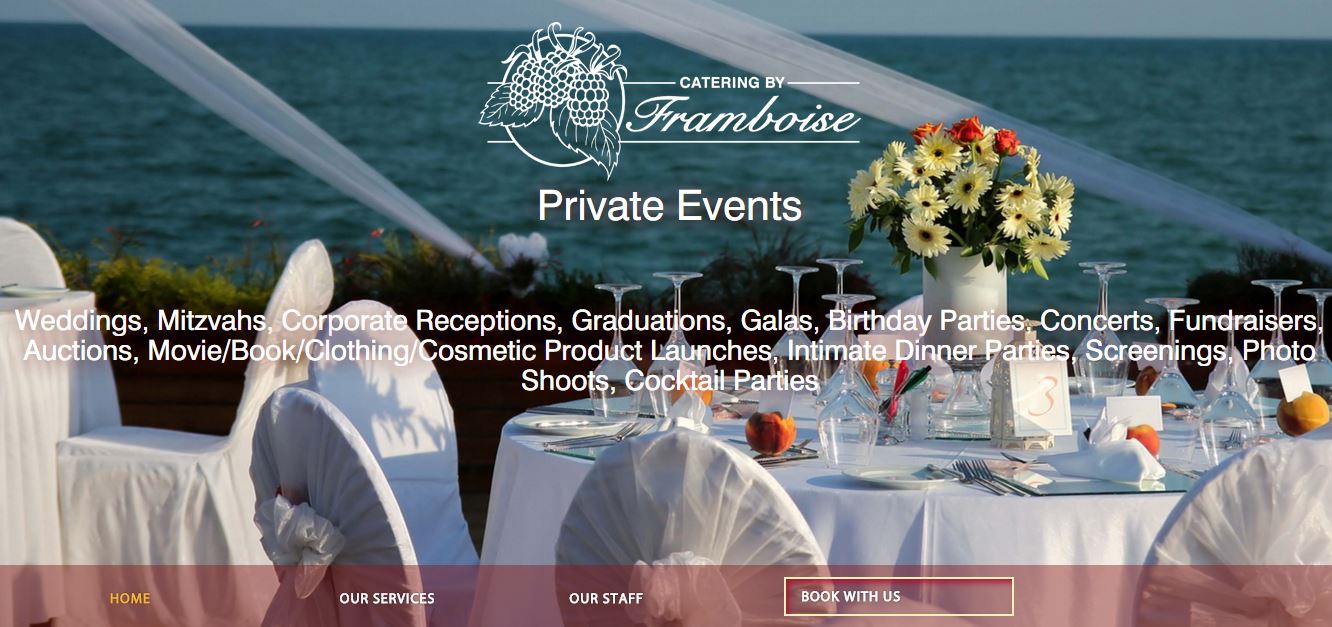 CATERING BY
Framboise
Private Events
Weddings, Mitzvahs, Corporate Receptions, Graduations, Galas, Birthday Parties, Concerts, Fundraisers,
Auctions, Movie/Book/Clothing/Cosmetic Product Launches, Intimate Dinner Parties, Screenings, Photo
Shoots, Cocktail Parties
3
HOME
OUR SERVICES
OUR STAFF
BOOK WITH US